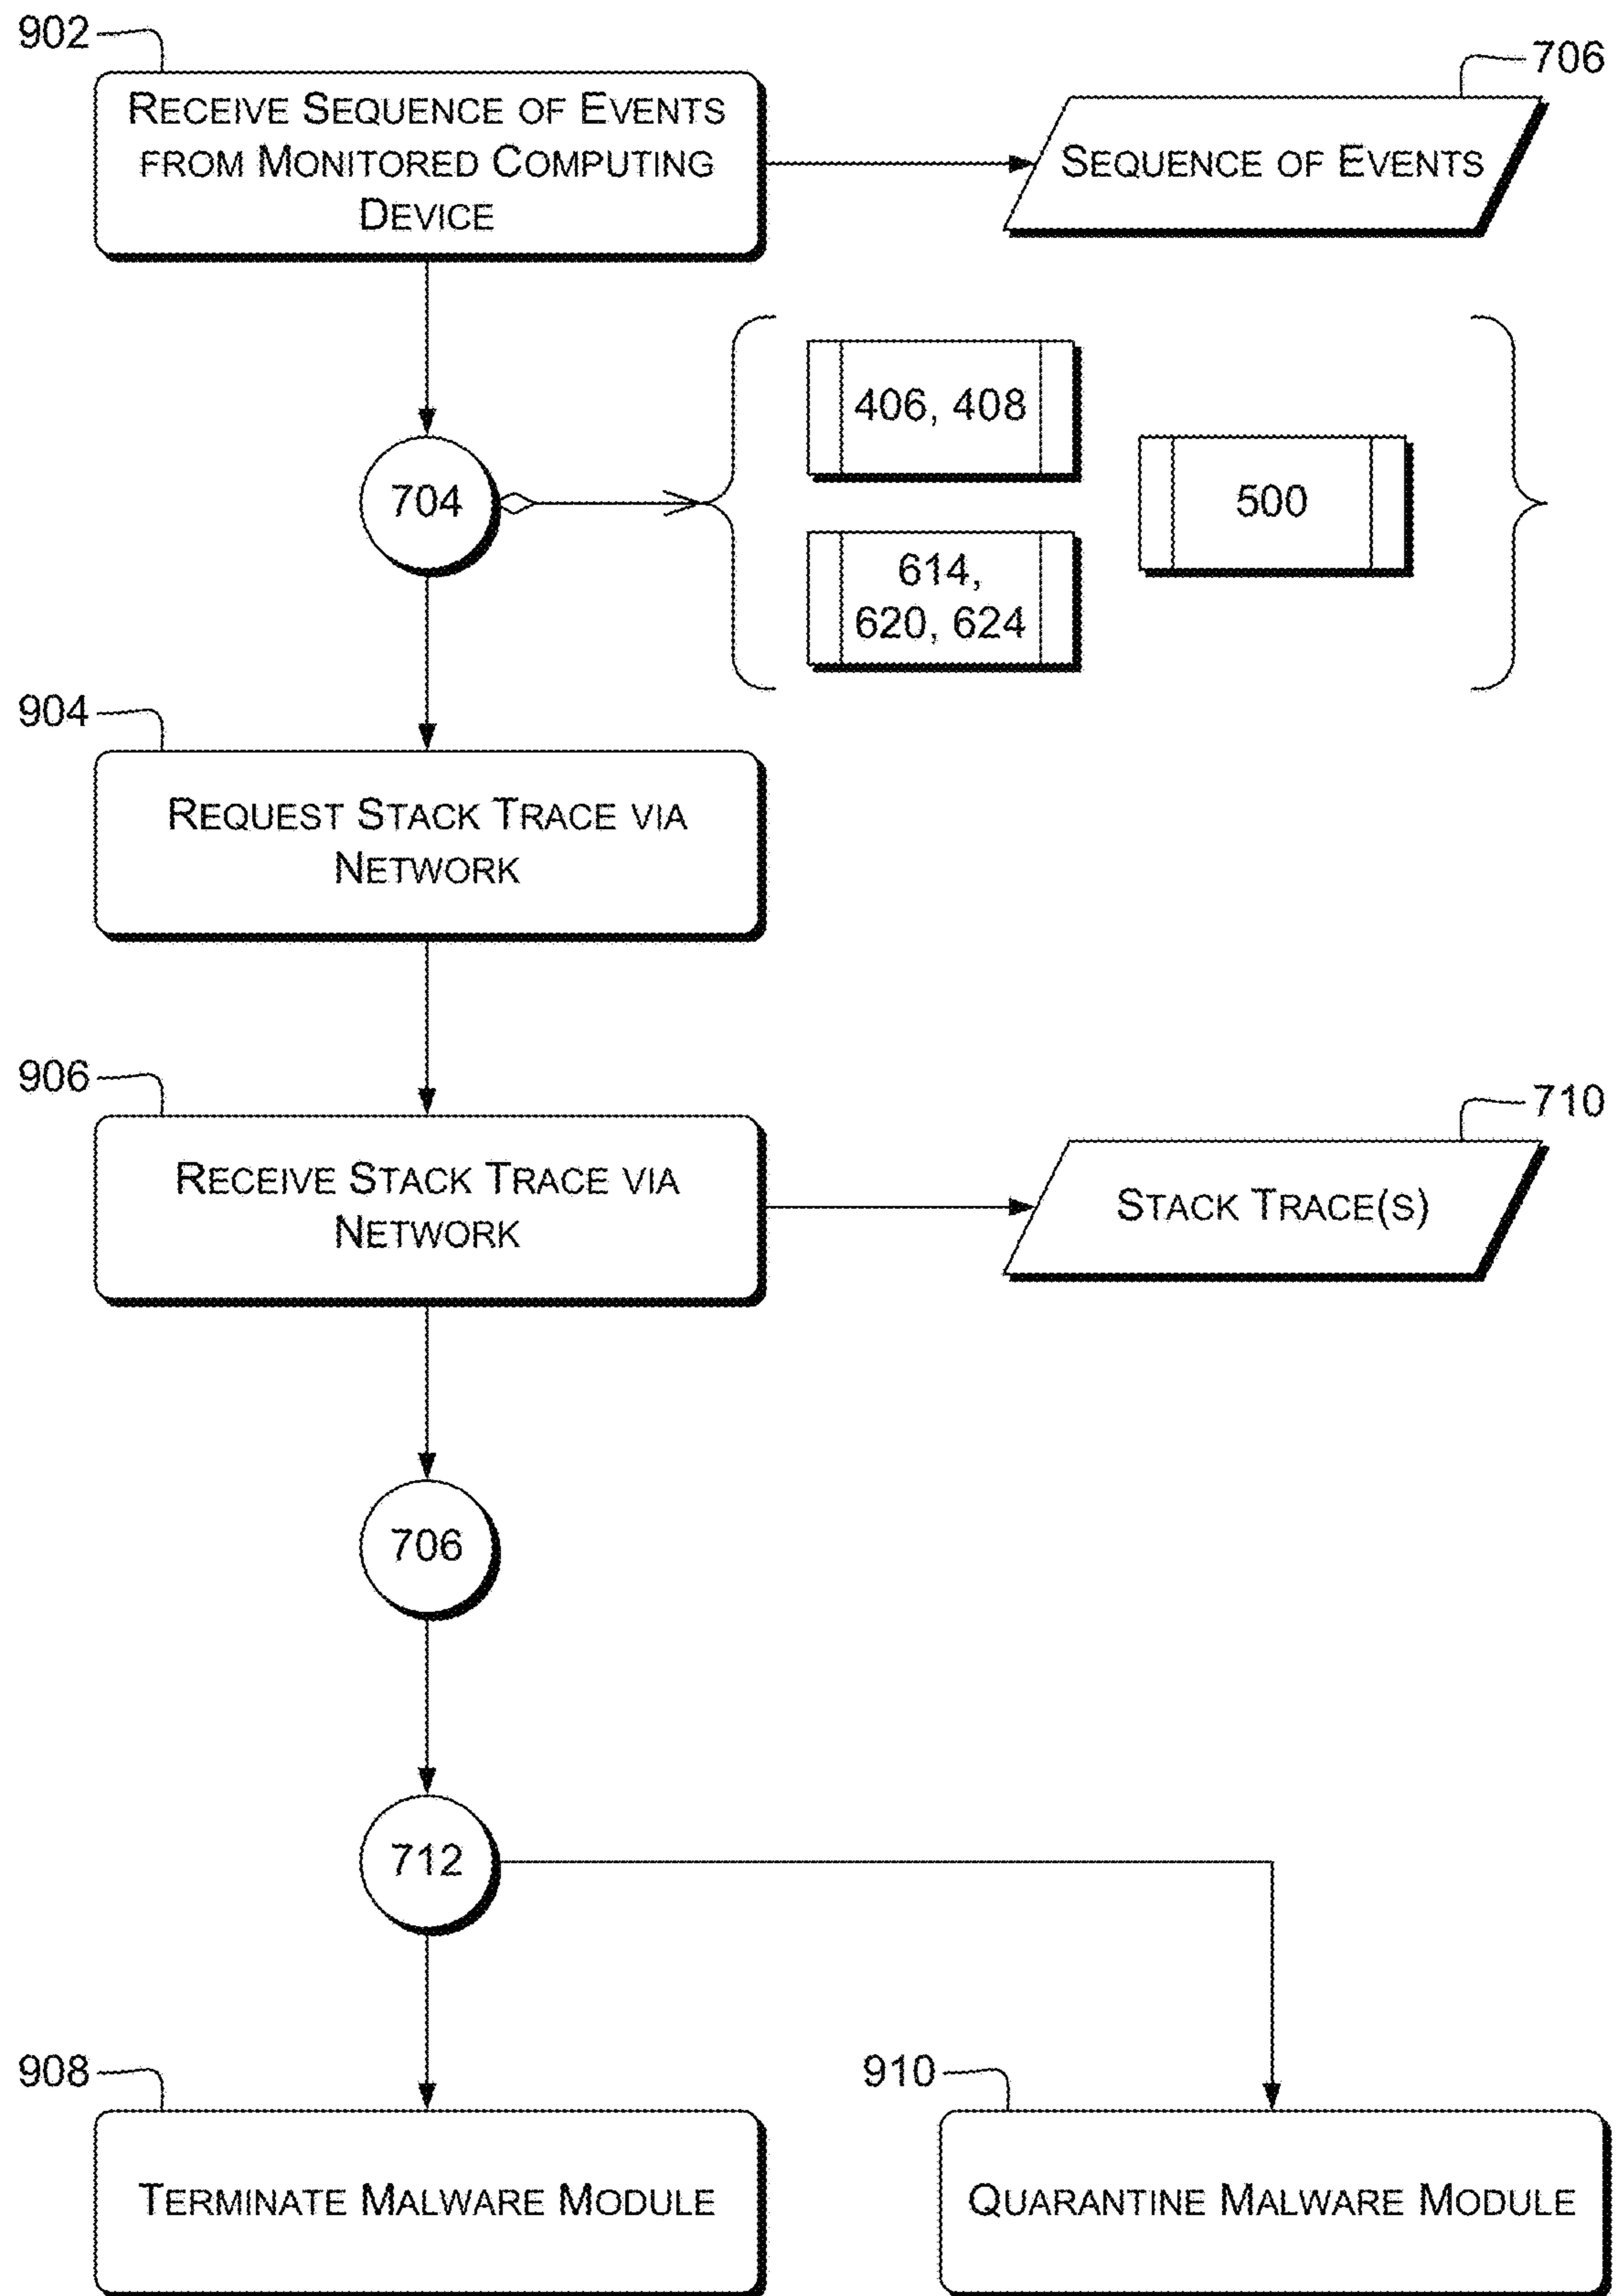 902
RECEIVE SEQUENCE OF EVENTS
FROM MONITORED COMPUTING
DEVICE
706
SEQUENCE OF EVENTS
704
406, 408
614,
620, 624
500
904
REQUEST STACK TRACE VIA
NETWORK
906
RECEIVE STACK TRACE VIA
NETWORK
710
STACK TRACE(S)
706
712
908
TERMINATE MALWARE MODULE
910
QUARANTINE MALWARE MODULE